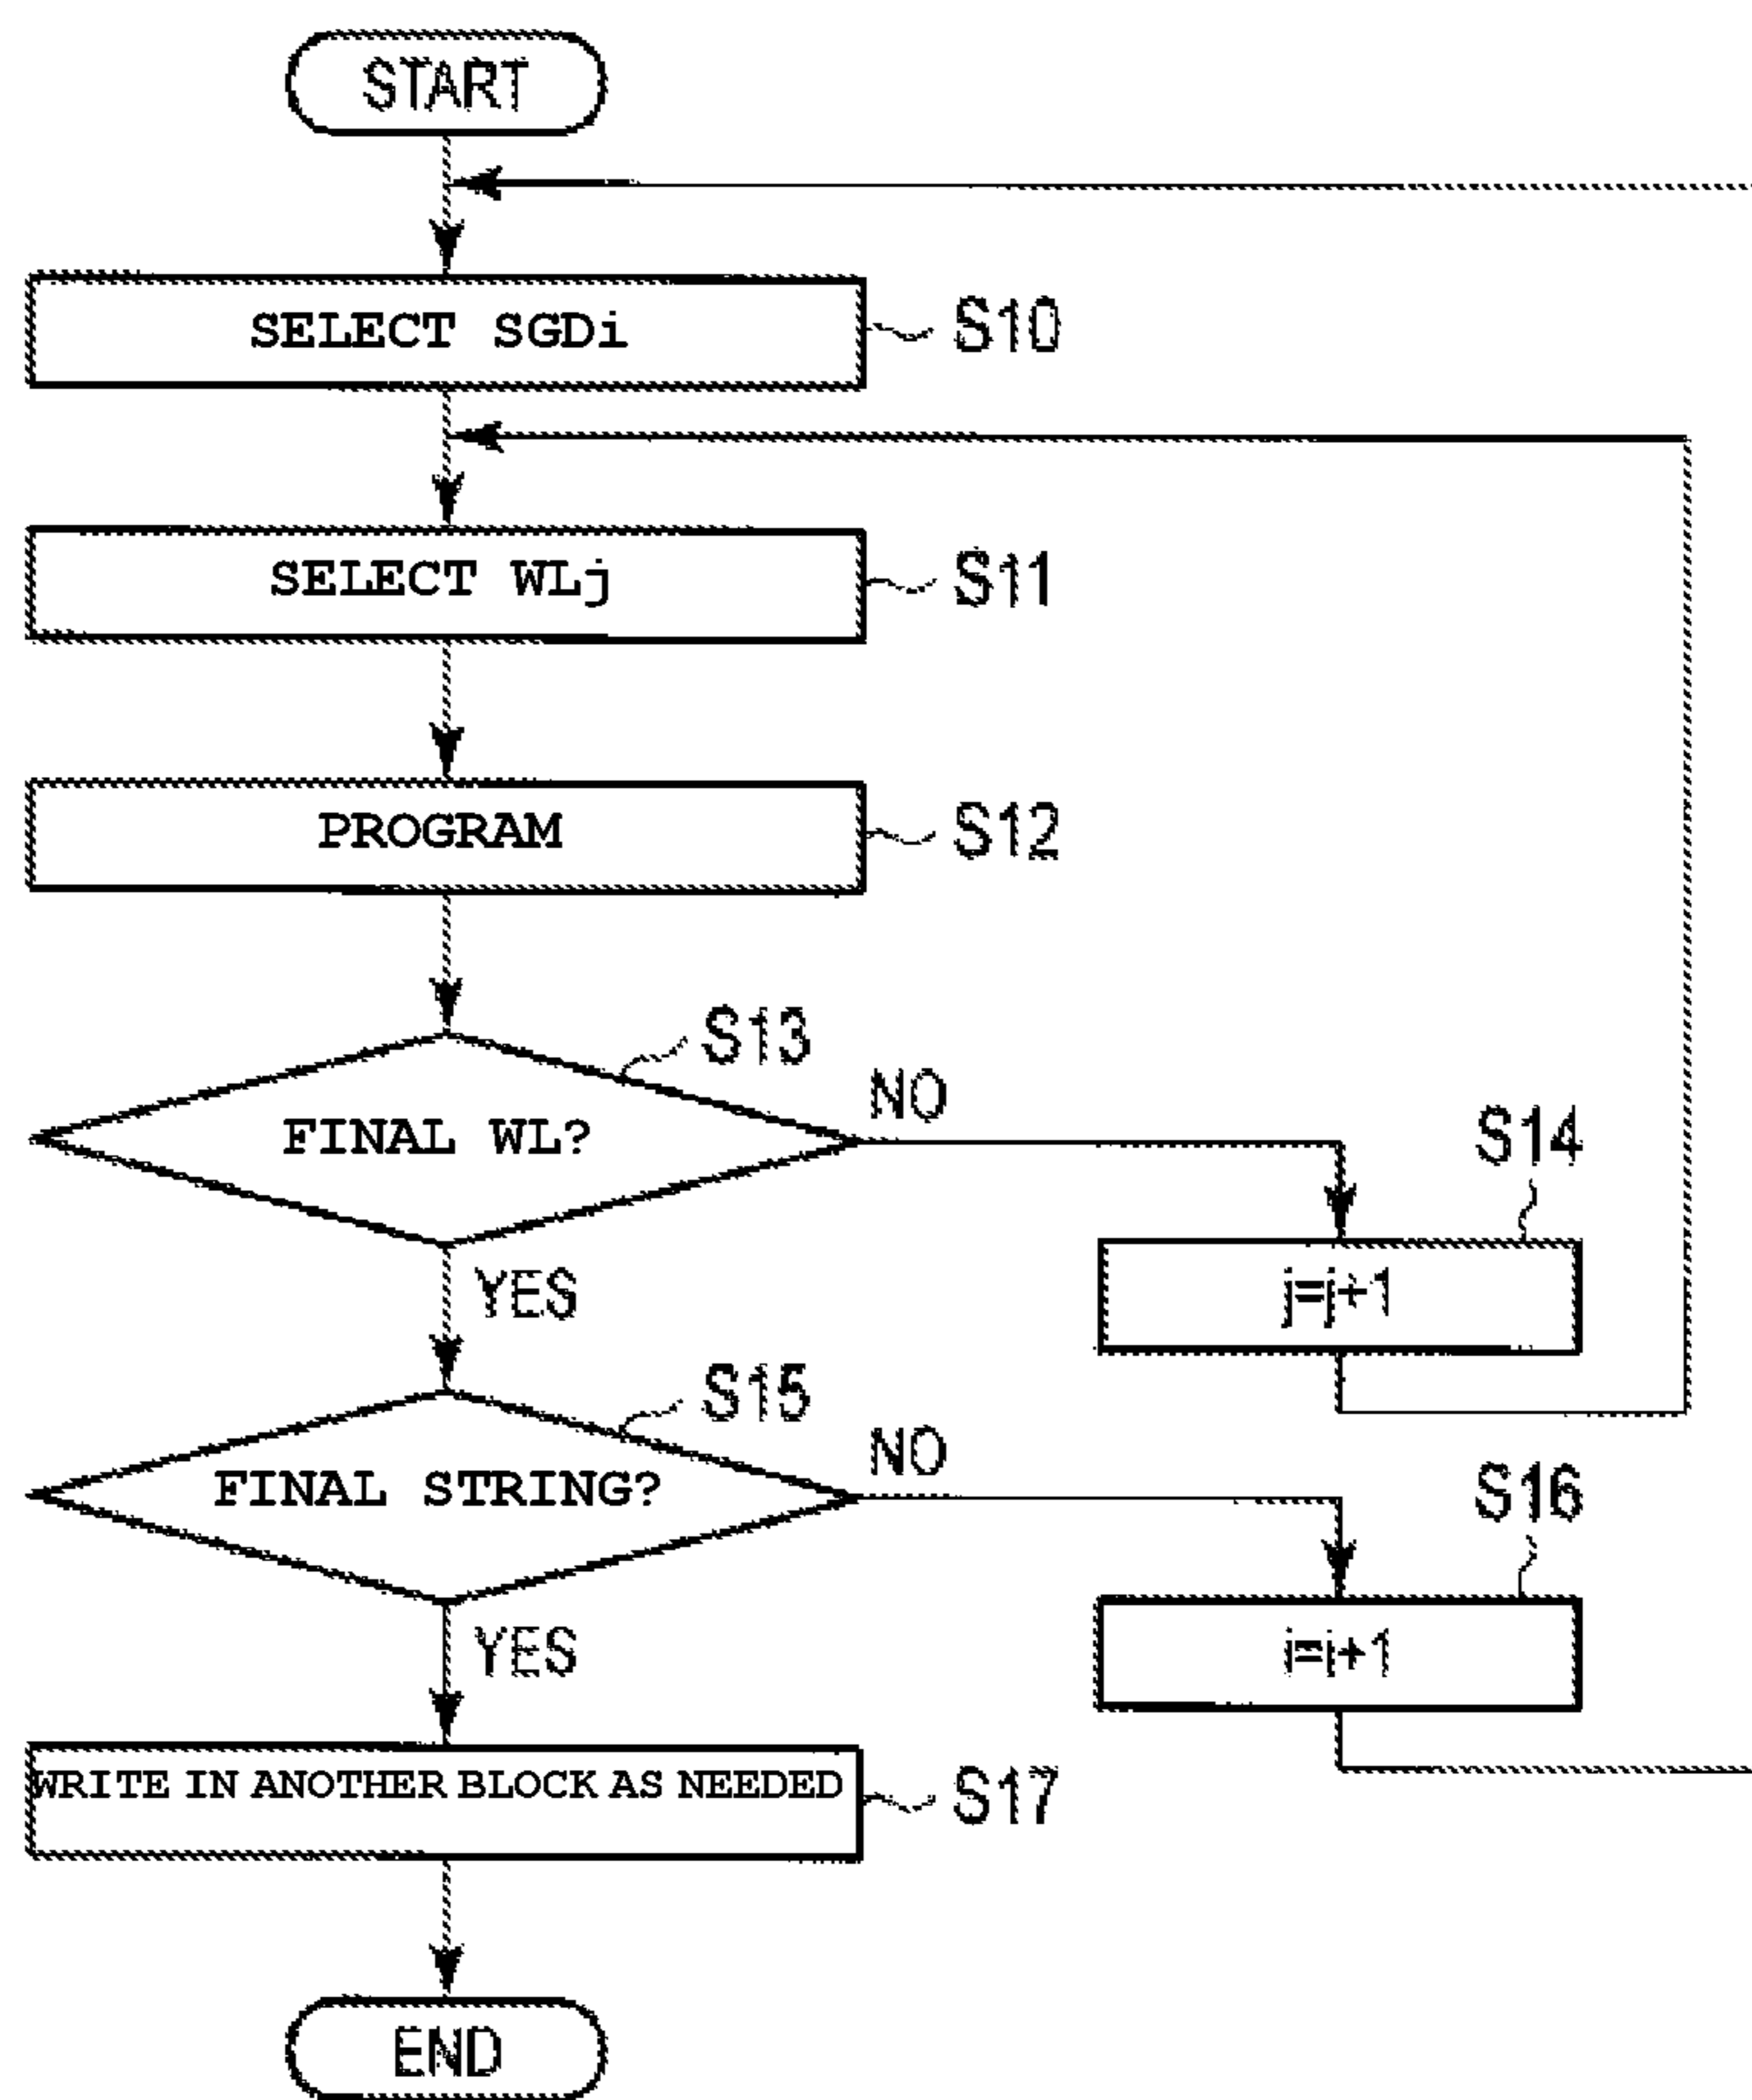 START
SELECT SGDi
S10
SELECT WLj
S11
PROGRAM
S12
S13
FINAL WL?
NO
S14
j=j+1
YES
S15
FINAL STRING?
NO
S16
i=i+1
YES
WRITE IN ANOTHER BLOCK AS NEEDED
S17
END